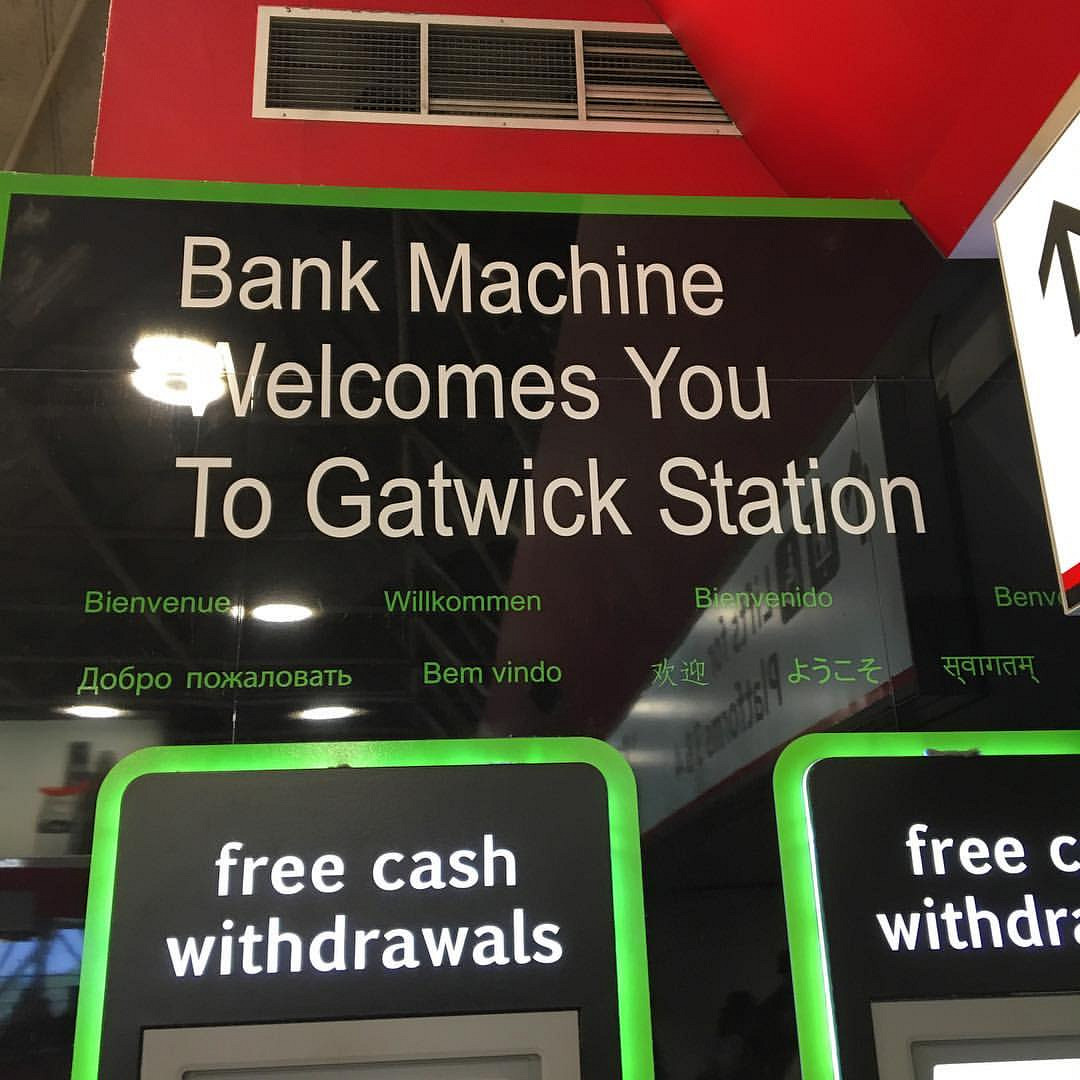 Bank Machine
Welcomes You
To Gatwick Station
Bienvenue Willkommen Bienvenido
Добро пожаловать Bem vindo 欢迎 ようこそ सुवागतम्
free cash
withdrawals
free